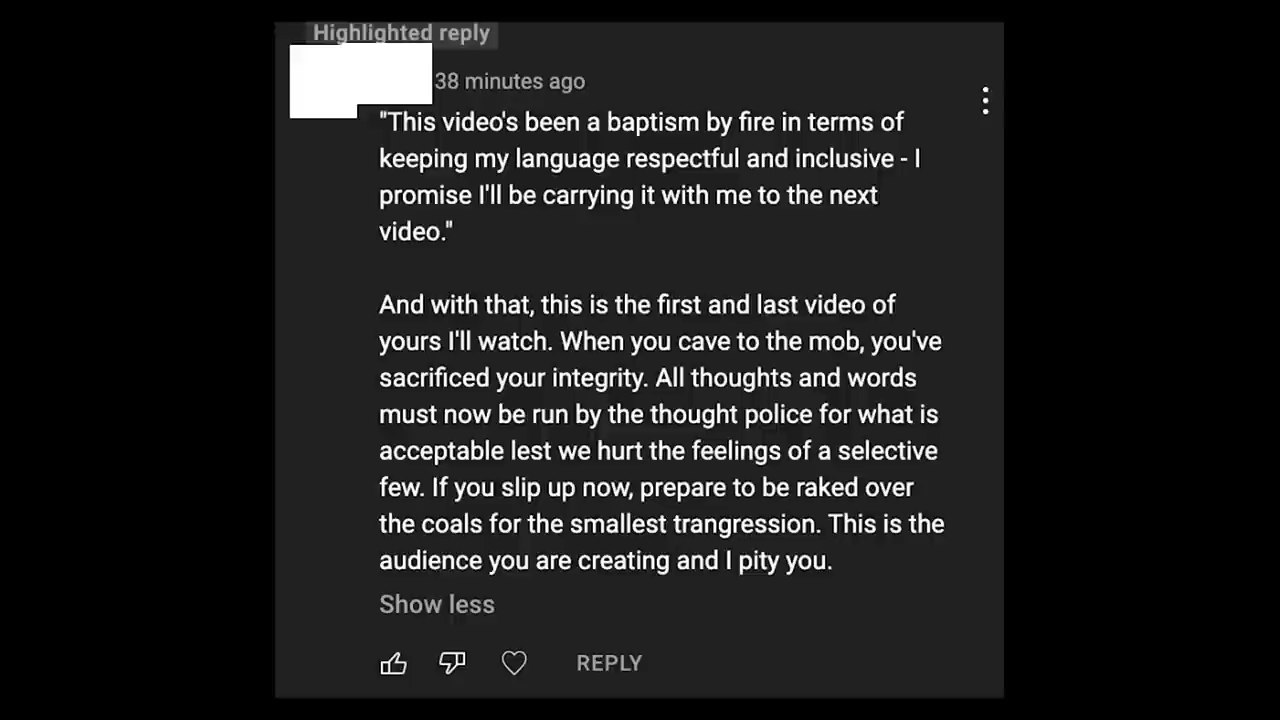 Highlighted reply
38 minutes ago
"This video's been a baptism by fire in terms of
keeping my language respectful and inclusive - I
promise I'll be carrying it with me to the next
video."
And with that, this is the first and last video of
yours I'll watch. When you cave to the mob, you've
sacrificed your integrity. All thoughts and words
must now be run by the thought police for what is
acceptable lest we hurt the feelings of a selective
few. If you slip up now, prepare to be raked over
the coals for the smallest trangression. This is the
audience you are creating and I pity you.
Show less
REPLY